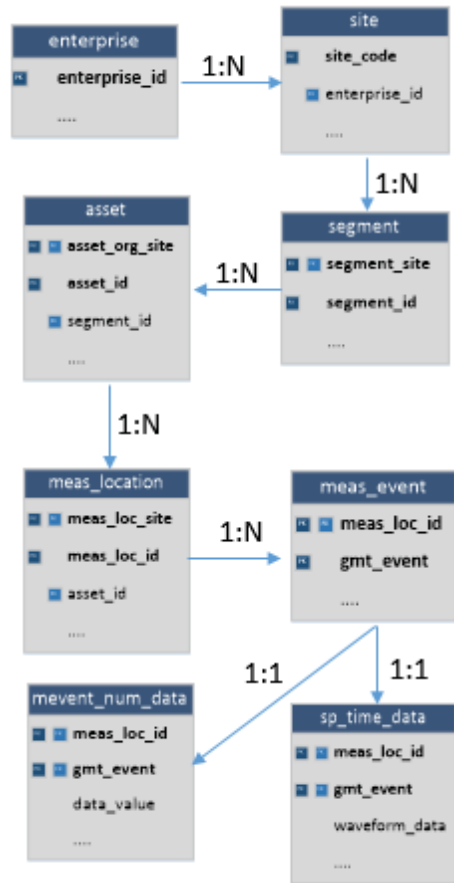 enterprise
enterprise_id
....
1:N
site
site_code
enterprise_id
....
1:N
segment
segment_site
segment_id
....
1:N
asset
asset_org_site
asset_id
segment_id
....
1:N
meas_location
meas_loc_site
meas_loc_id
asset_id
....
1:N
meas_event
meas_loc_id
gmt_event
....
1:1
1:1
mevent_num_data
meas_loc_id
gmt_event
data_value
....
sp_time_data
meas_loc_id
gmt_event
waveform_data
....